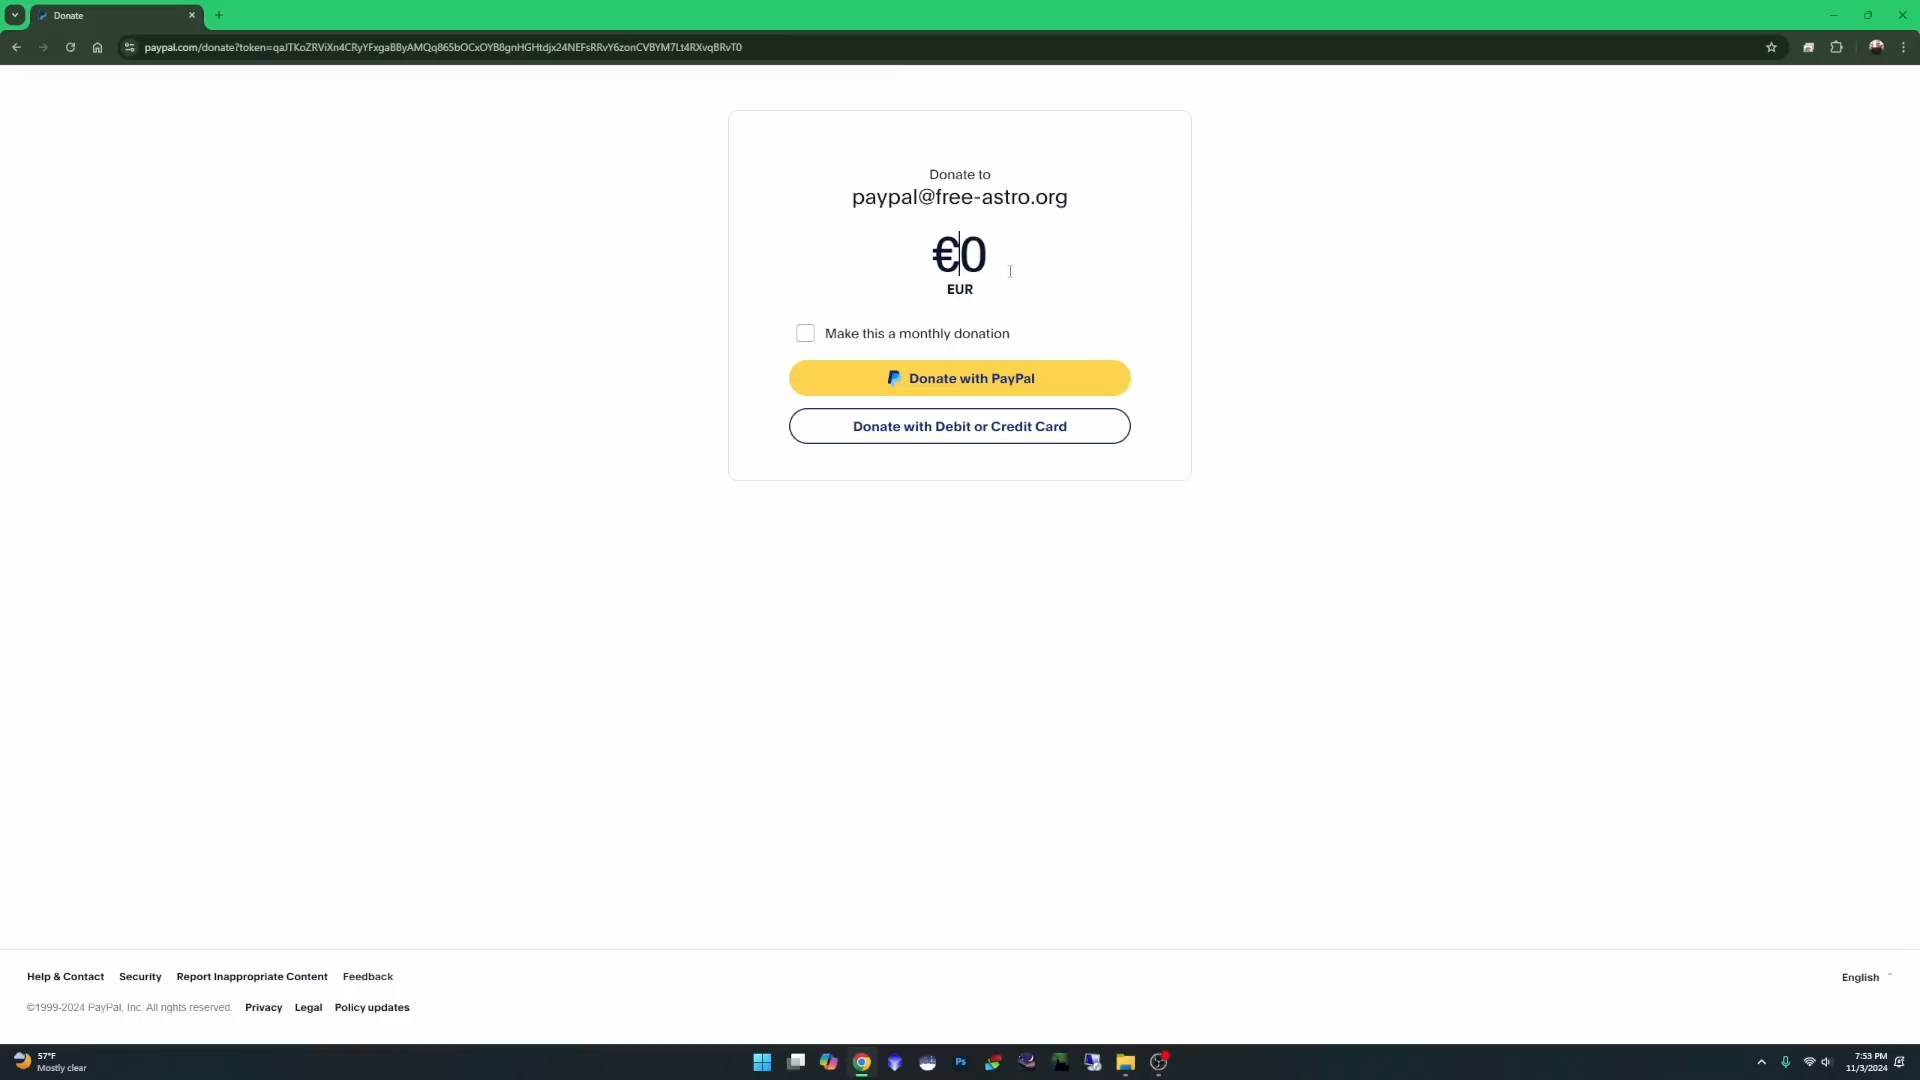 Donate
paypal.com/donate?token=qaJTKoZRViXn4CRyYFxgaBByAMQq865bOCxOYB8gnHGHtdjx24NEFsRRvY6zonCVBYM7Lt4RXvqBRvT0
Donate to
paypal@free-astro.org
€0
EUR
Make this a monthly donation
Donate with PayPal
Donate with Debit or Credit Card
Help & Contact Security Report Inappropriate Content Feedback
English
©1999-2024 PayPal, Inc. All rights reserved. Privacy Legal Policy updates
57°F
Mostly clear
Ps
7:53 PM
11/3/2024